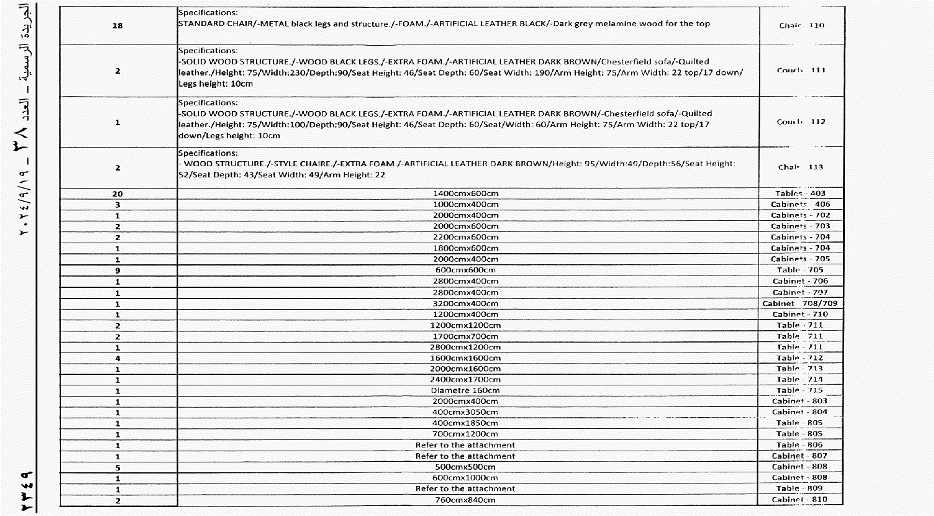 الجريدة الرسمية – العدد ٣٨ – ٢٠٢٤/٩/١٩
٢٣٤٩
18 Specifications:
STANDARD CHAIR/-METAL black legs and structure./-FOAM./-ARTIFICIAL LEATHER BLACK/-Dark grey melamine wood for the top Chair - 110
2 Specifications:
-SOLID WOOD STRUCTURE./-WOOD BLACK LEGS./-EXTRA FOAM./-ARTIFICIAL LEATHER DARK BROWN/Chesterfield sofa/-Quilted
leather./Height: 75/Width:230/Depth:90/Seat Height: 46/Seat Depth: 60/Seat Width: 190/Arm Height: 75/Arm Width: 22 top/17 down/
Legs height: 10cm Couch - 111
1 Specifications:
-SOLID WOOD STRUCTURE./-WOOD BLACK LEGS./-EXTRA FOAM./-ARTIFICIAL LEATHER DARK BROWN/-Chesterfield sofa/-Quilted
leather./Height: 75/Width:100/Depth:90/Seat Height: 46/Seat Depth: 60/Seat/Width: 60/Arm Height: 75/Arm Width: 22 top/17
down/Legs height: 10cm Couch - 112
2 Specifications:
- WOOD STRUCTURE./-STYLE CHAIRE./-EXTRA FOAM./-ARTIFICIAL LEATHER DARK BROWN/Height: 95/Width:49/Depth:56/Seat Height:
52/Seat Depth: 43/Seat Width: 49/Arm Height: 22 Chair - 113
20 1400cmx600cm Tables - 403
3 1000cmx400cm Cabinets - 406
1 2000cmx400cm Cabinets - 702
2 2000cmx600cm Cabinets - 703
2 2200cmx600cm Cabinets - 704
1 1800cmx600cm Cabinets - 704
1 2000cmx400cm Cabinets - 705
9 600cmx600cm Table - 705
1 2800cmx400cm Cabinet - 706
1 2800cmx400cm Cabinet - 707
1 3200cmx400cm Cabinet 708/709
1 1200cmx400cm Cabinet - 710
2 1200cmx1200cm Table - 711
2 1700cmx700cm Table - 711
1 2800cmx1200cm Table - 711
4 1600cmx1600cm Table - 712
1 2000cmx1600cm Table - 713
1 2400cmx1700cm Table - 714
1 Diametre 160cm Table - 715
1 2000cmx400cm Cabinet - 803
1 400cmx3050cm Cabinet - 804
1 400cmx1850cm Table - 805
1 700cmx1200cm Table - 805
1 Refer to the attachment Table - 806
1 Refer to the attachment Cabinet - 807
5 500cmx500cm Cabinet - 808
1 600cmx1000cm Cabinet - 808
1 Refer to the attachment Table - 809
2 760cmx840cm Cabinet - 810